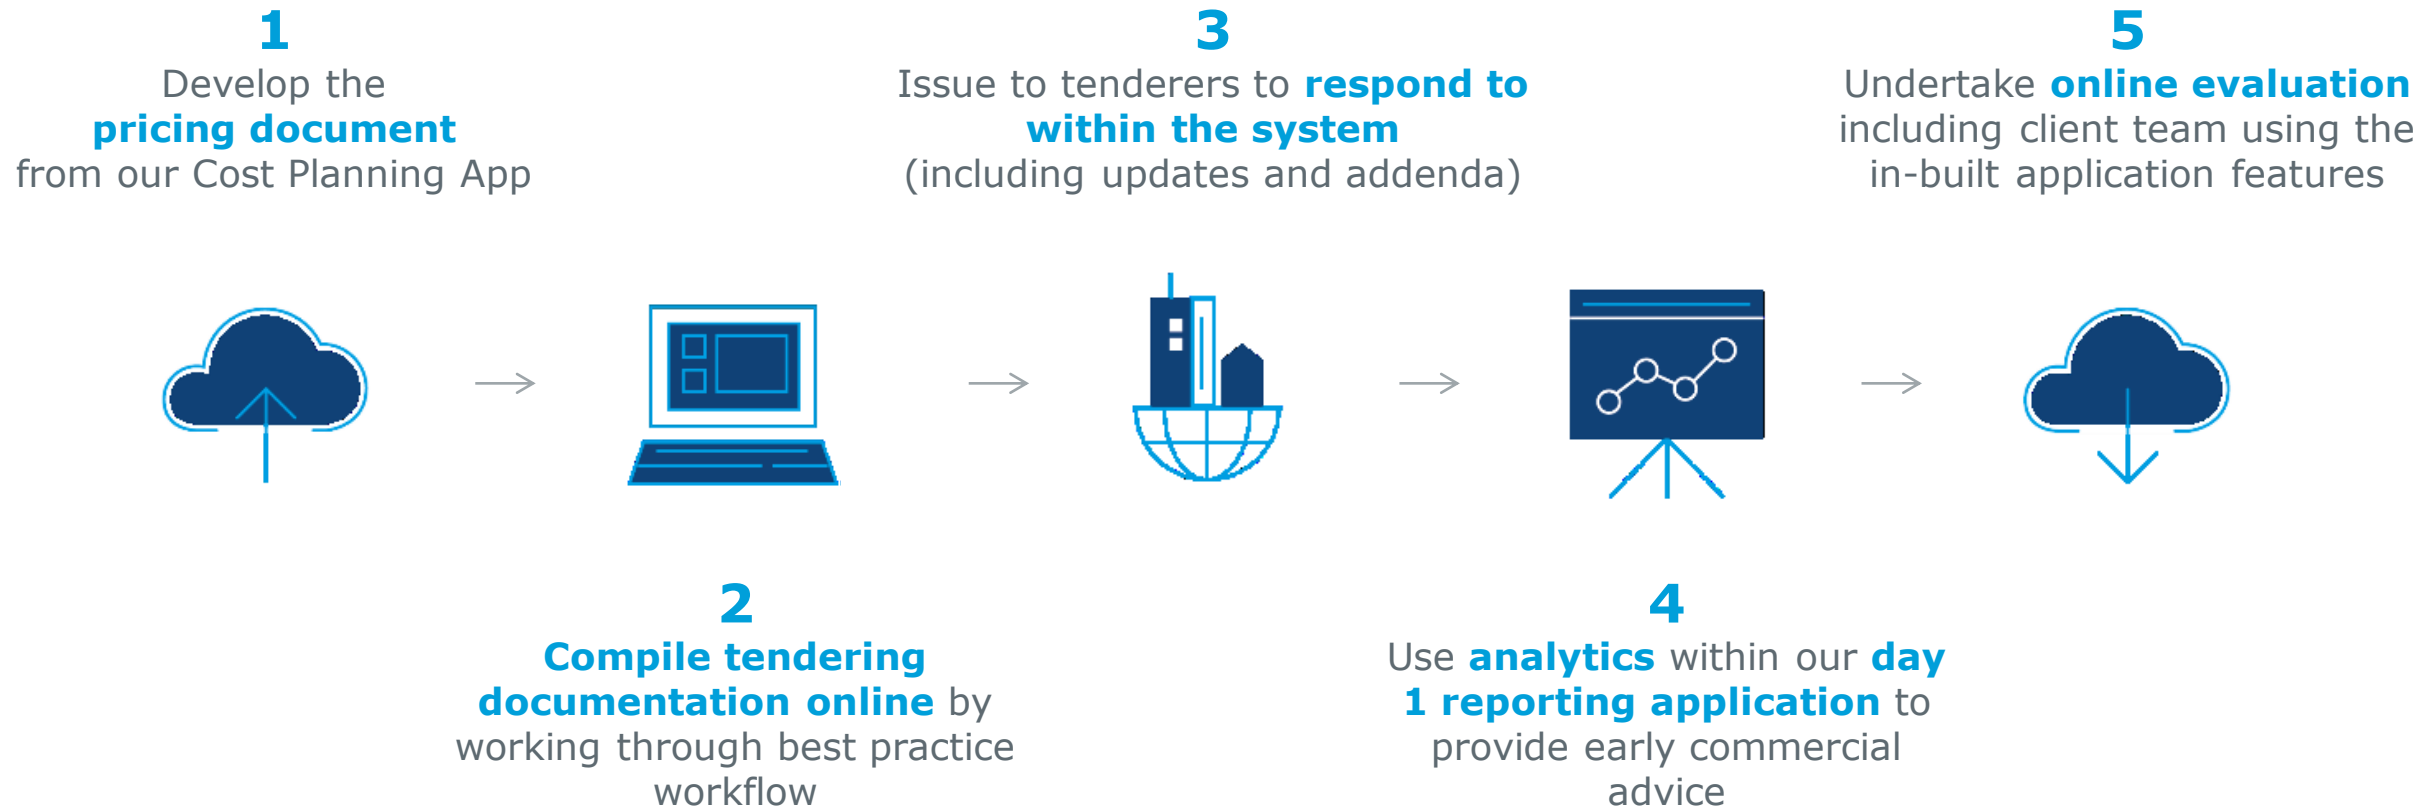 1
Develop the
pricing document
from our Cost Planning App
2
Compile tendering
documentation online by
working through best practice
workflow
3
Issue to tenderers to respond to
within the system
(including updates and addenda)
4
Use analytics within our day
1 reporting application to
provide early commercial
advice
5
Undertake online evaluation
including client team using the
in-built application features